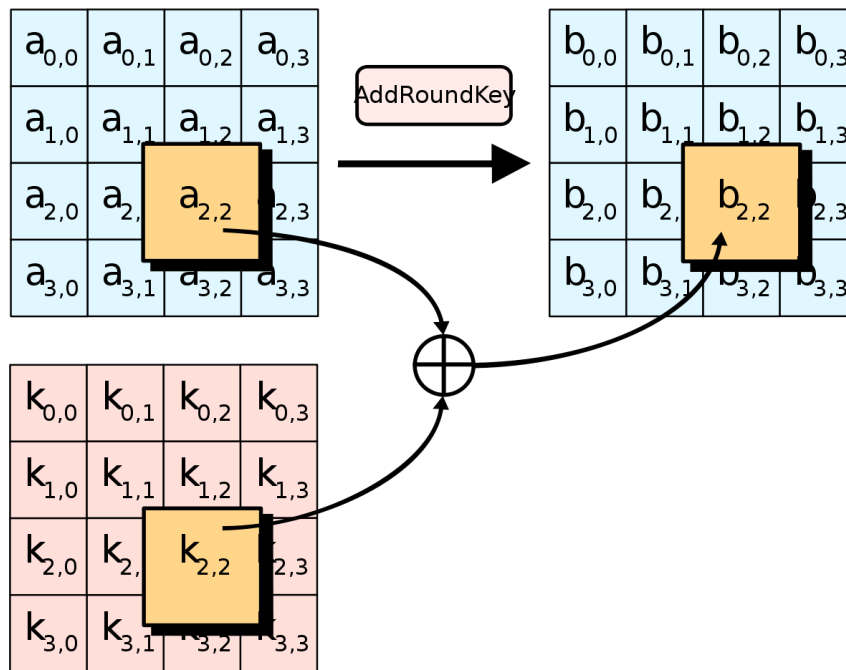 a0,0 a0,1 a0,2 a0,3
a1,0 a1,1 a1,2 a1,3
a2,0 a2, a2,2 a2,3
a3,0 a3,1 a3,2 a3,3
AddRoundKey
b0,0 b0,1 b0,2 b0,3
b1,0 b1,1 b1,2 b1,3
b2,0 b2, b2,2 b2,3
b3,0 b3,1 b3,2 b3,3
k0,0 k0,1 k0,2 k0,3
k1,0 k1,1 k1,2 k1,3
k2,0 k2, k2,2 k2,3
k3,0 k3,1 k3,2 k3,3